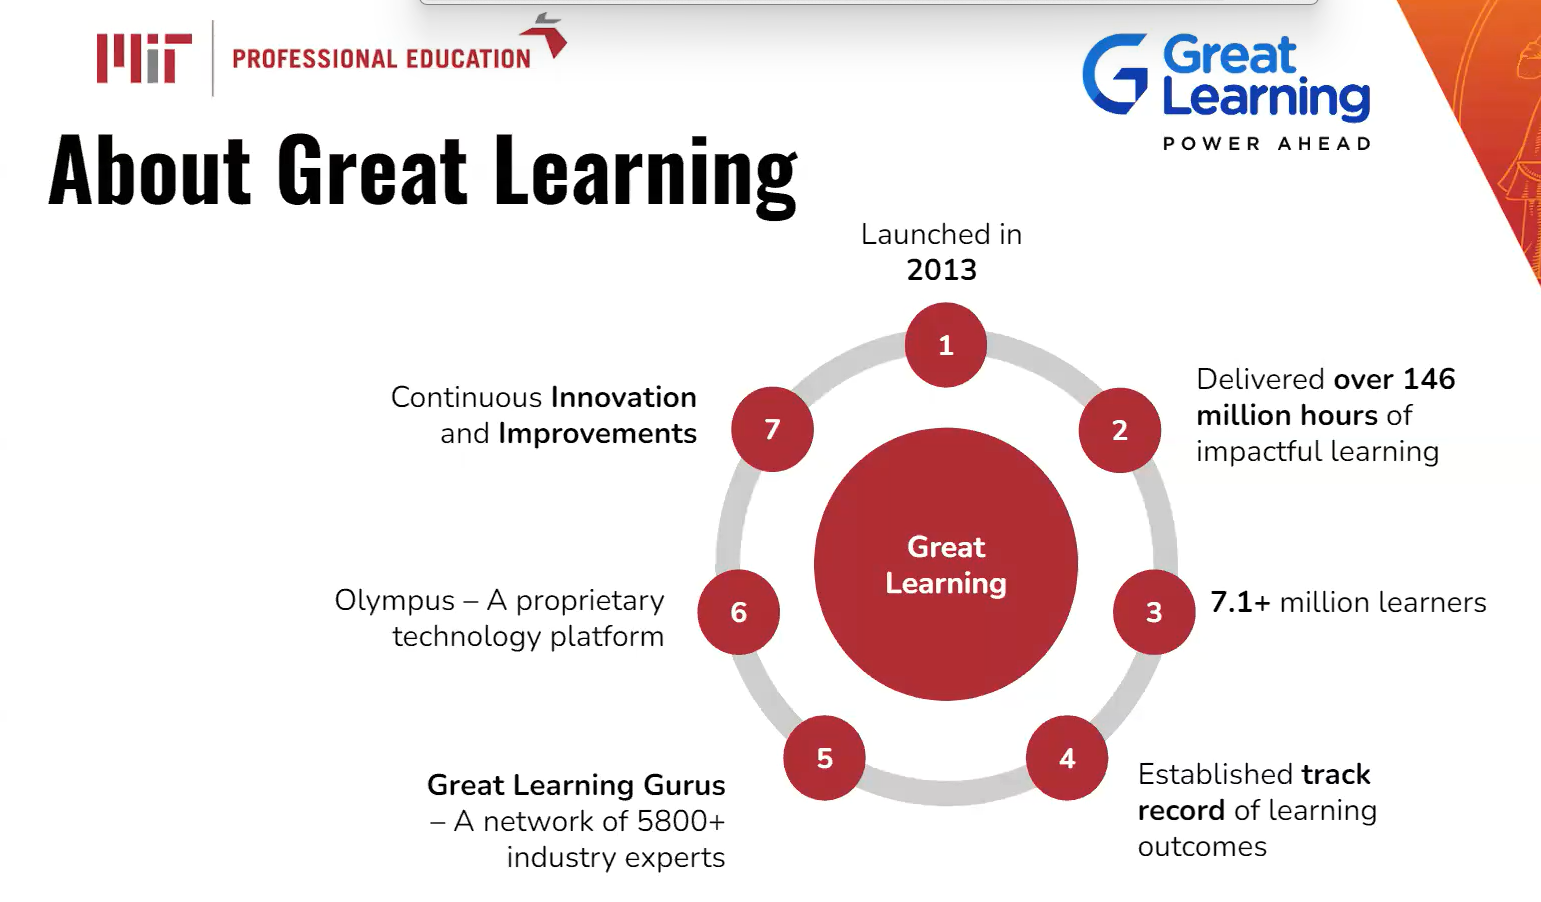 MIT PROFESSIONAL EDUCATION
Great
Learning
POWER AHEAD
About Great Learning
Launched in
2013
1
Delivered over 146
million hours of
impactful learning
2
7.1+ million learners
3
Established track
record of learning
outcomes
4
Great Learning Gurus
– A network of 5800+
industry experts
5
Olympus – A proprietary
technology platform
6
Continuous Innovation
and Improvements
7
Great
Learning